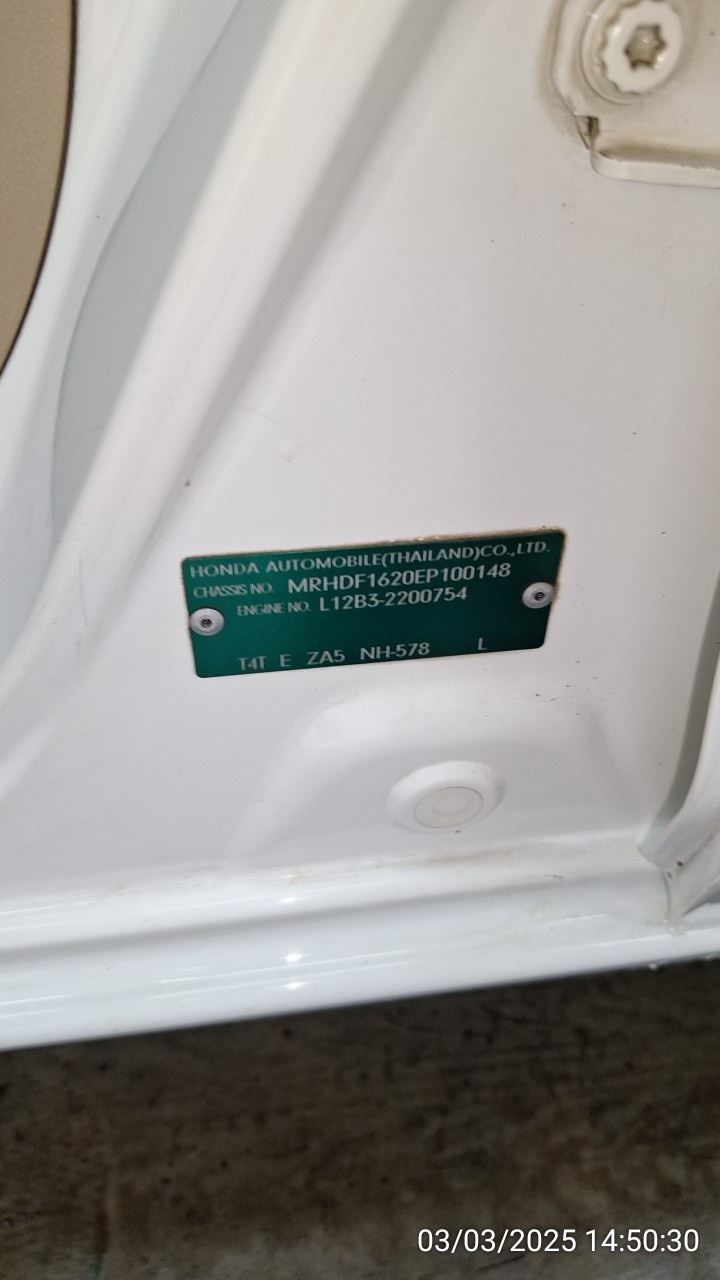 HONDA AUTOMOBILE(THAILAND)CO.,LTD.
CHASSIS NO. MRHDF1620EP100148
ENGINE NO. L12B3-2200754
T4T E ZA5 NH-578 L
03/03/2025 14:50:30